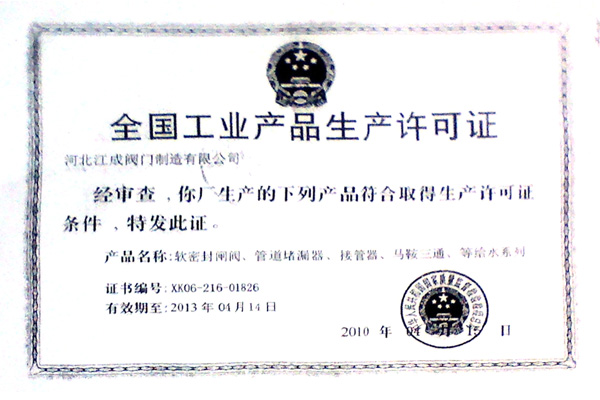 全国工业产品生产许可证
河北江成阀门制造有限公司
经审查,你厂生产的下列产品符合取得生产许可证
条件,特发此证。
产品名称:软密封闸阀、管道堵漏器、接管器、马鞍三通、等给水系列
证书编号:XK06-216-01826
有效期至:2013年04月14日
2010 年 04 月 15 日